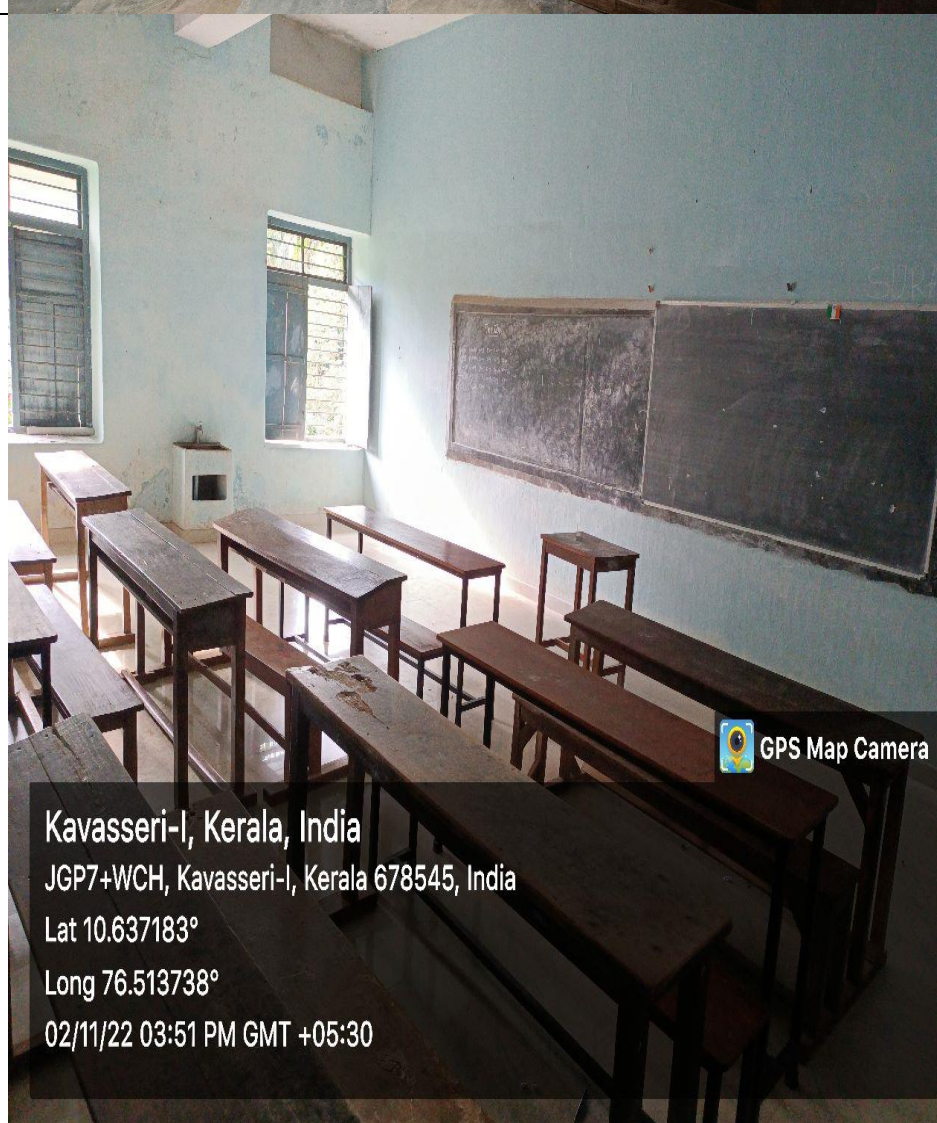 GPS Map Camera
Kavasseri-I, Kerala, India
JGP7+WCH, Kavasseri-I, Kerala 678545, India
Lat 10.637183°
Long 76.513738°
02/11/22 03:51 PM GMT +05:30